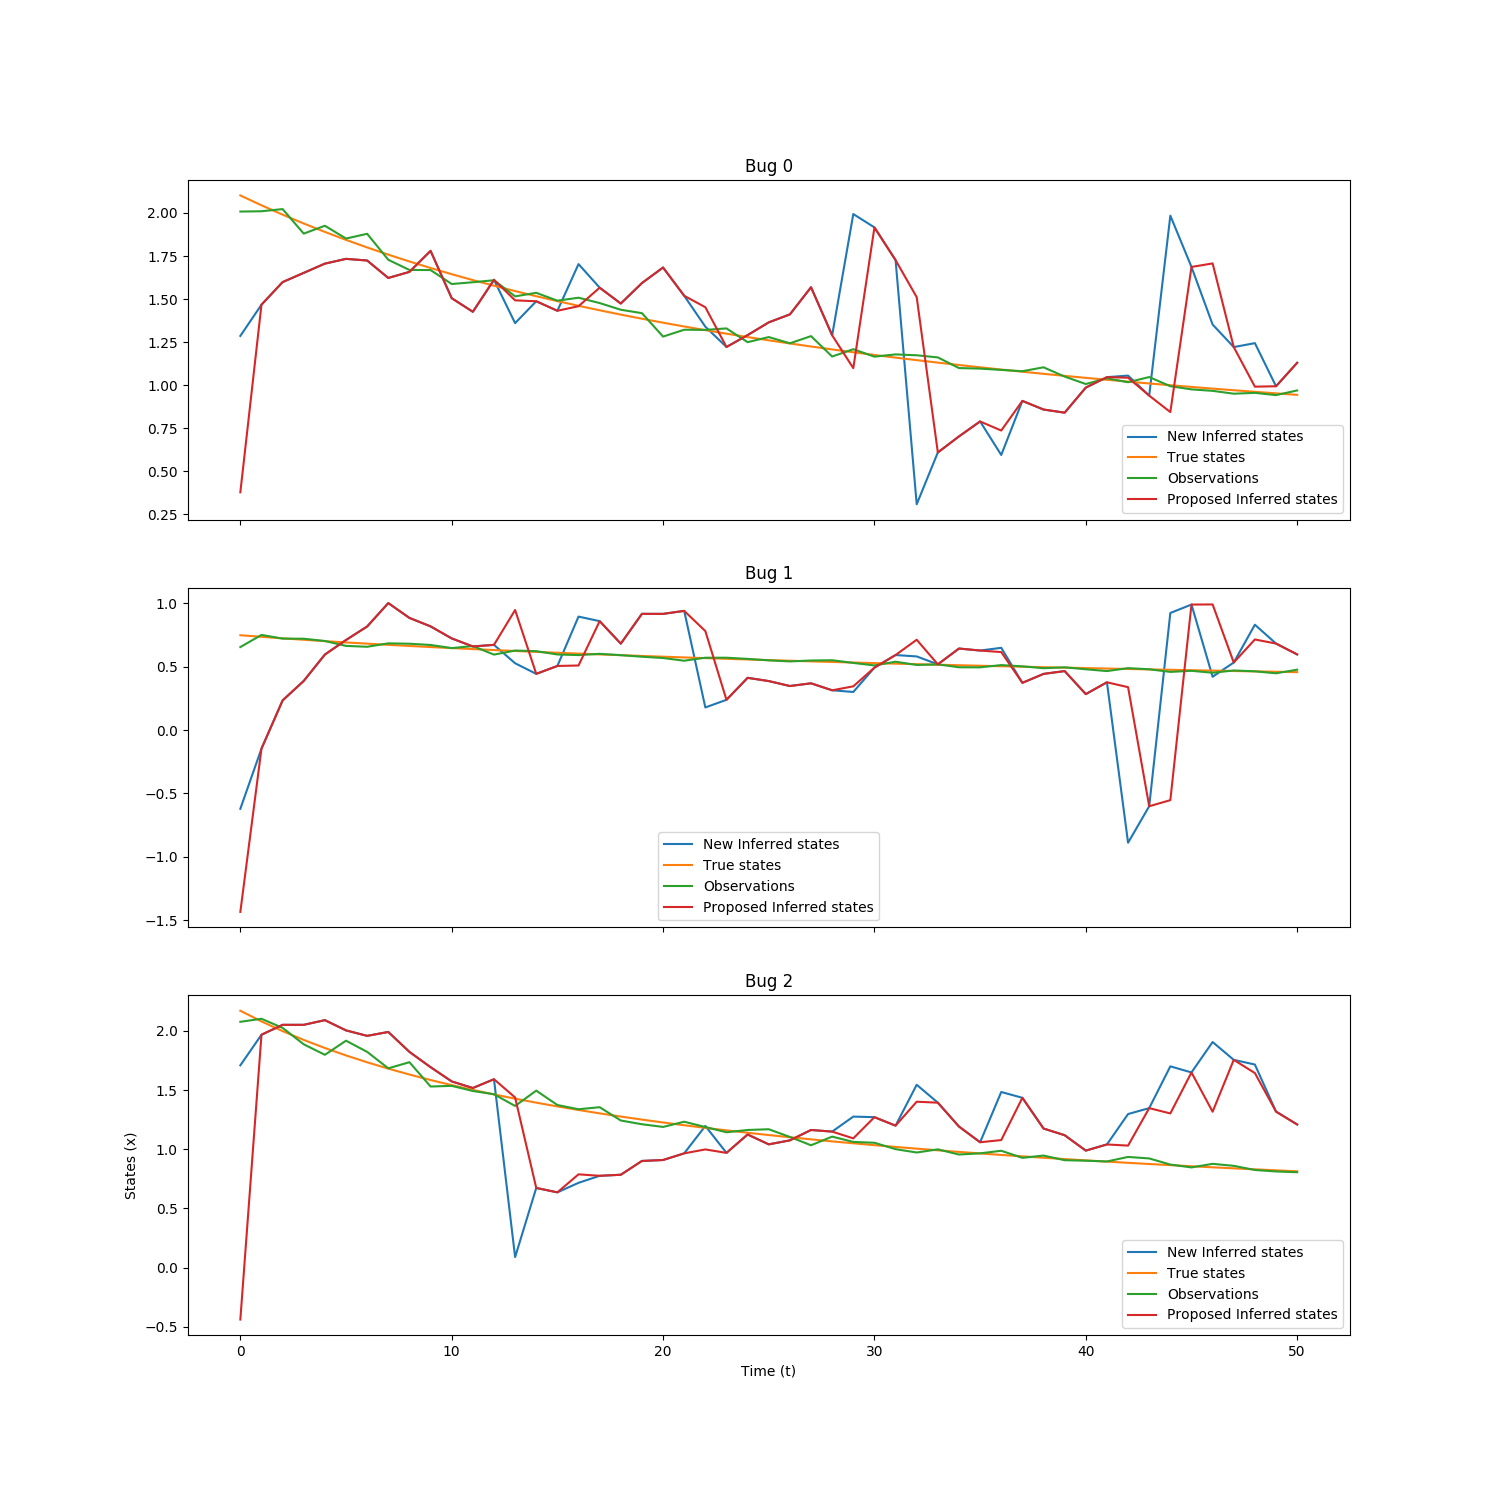 Bug 0
2.00
1.75
1.50
1.25
1.00
0.75
0.50
0.25
New Inferred states
True states
Observations
Proposed Inferred states
Bug 1
1.0
0.5
0.0
−0.5
−1.0
−1.5
New Inferred states
True states
Observations
Proposed Inferred states
Bug 2
States (x)
2.0
1.5
1.0
0.5
0.0
−0.5
New Inferred states
True states
Observations
Proposed Inferred states
0 10 20 30 40 50
Time (t)